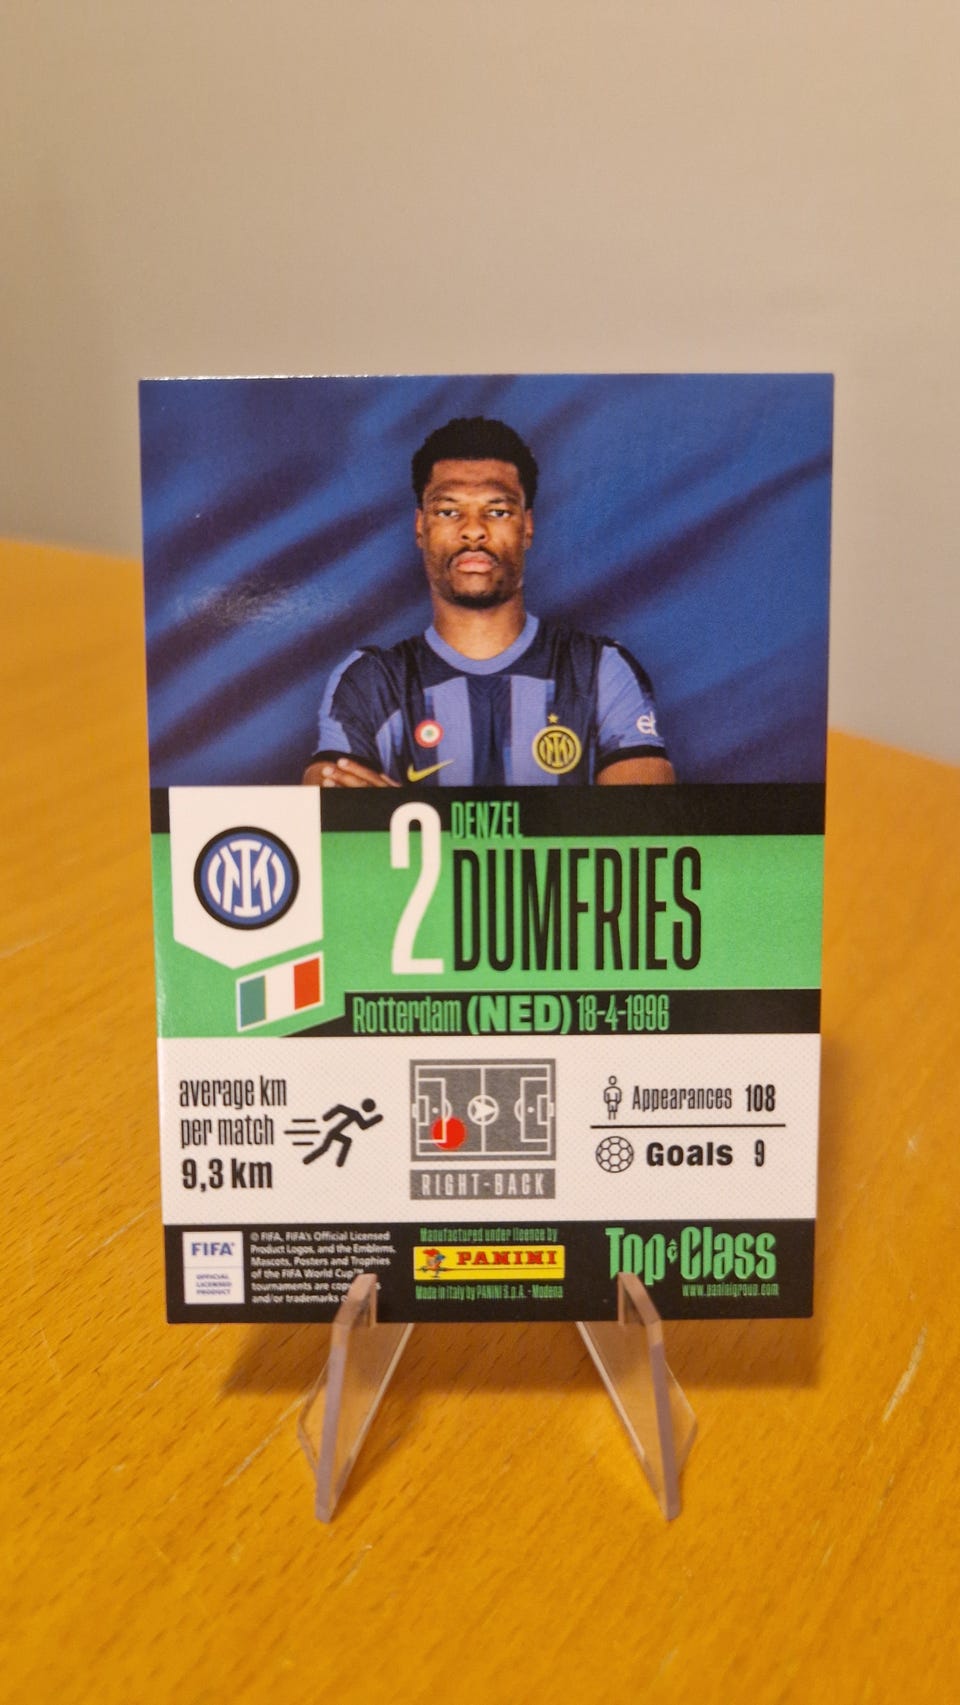 2
DENZEL
DUMFRIES
Rotterdam (NED) 18-4-1996
average km
per match
9,3 km
RIGHT-BACK
Appearances 108
Goals 9
FIFA®
OFFICIAL
LICENSED
PRODUCT
© FIFA, FIFA's Official Licensed
Product Logos, and the Emblems,
Mascots, Posters and Trophies
of the FIFA World Cup™
tournaments are
and/or trademarks
Manufactured under licence by
PANINI
Made in Italy by PANINI S.p.A. - Modena
Top Class
www.paninigroup.com